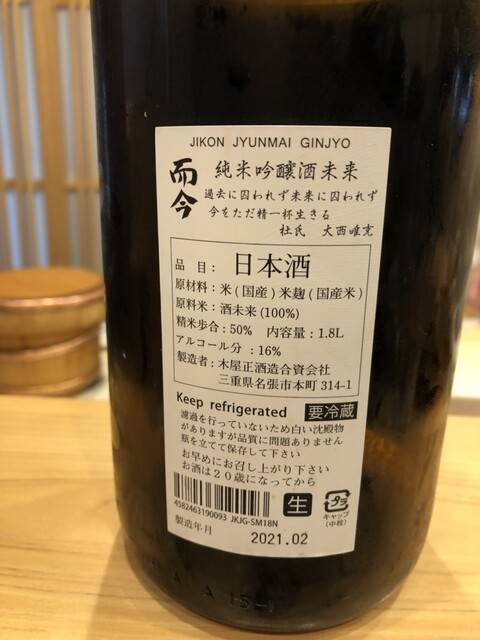 JIKON JYUNMAI GINJYO
而今
純米吟醸酒未来
過去に囚われず未来に囚われず
今をただ精一杯生きる
杜氏 大西唯克
品目：日本酒
原材料：米(国産)米麹(国産米)
原料米：酒未来(100%)
精米歩合：50% 内容量：1.8L
アルコール分：16%
製造者：木屋正酒造合資会社
三重県名張市本町 314-1
Keep refrigerated 要冷蔵
濾過を行っていないため白い沈殿物
がありますが品質に問題ありません
瓶を立てて保存して下さい
お早めにお召し上がり下さい
お酒は20歳になってから
4582463190093 JKJG-SM18N
生
キャップ
(中栓)
製造年月
2021.02